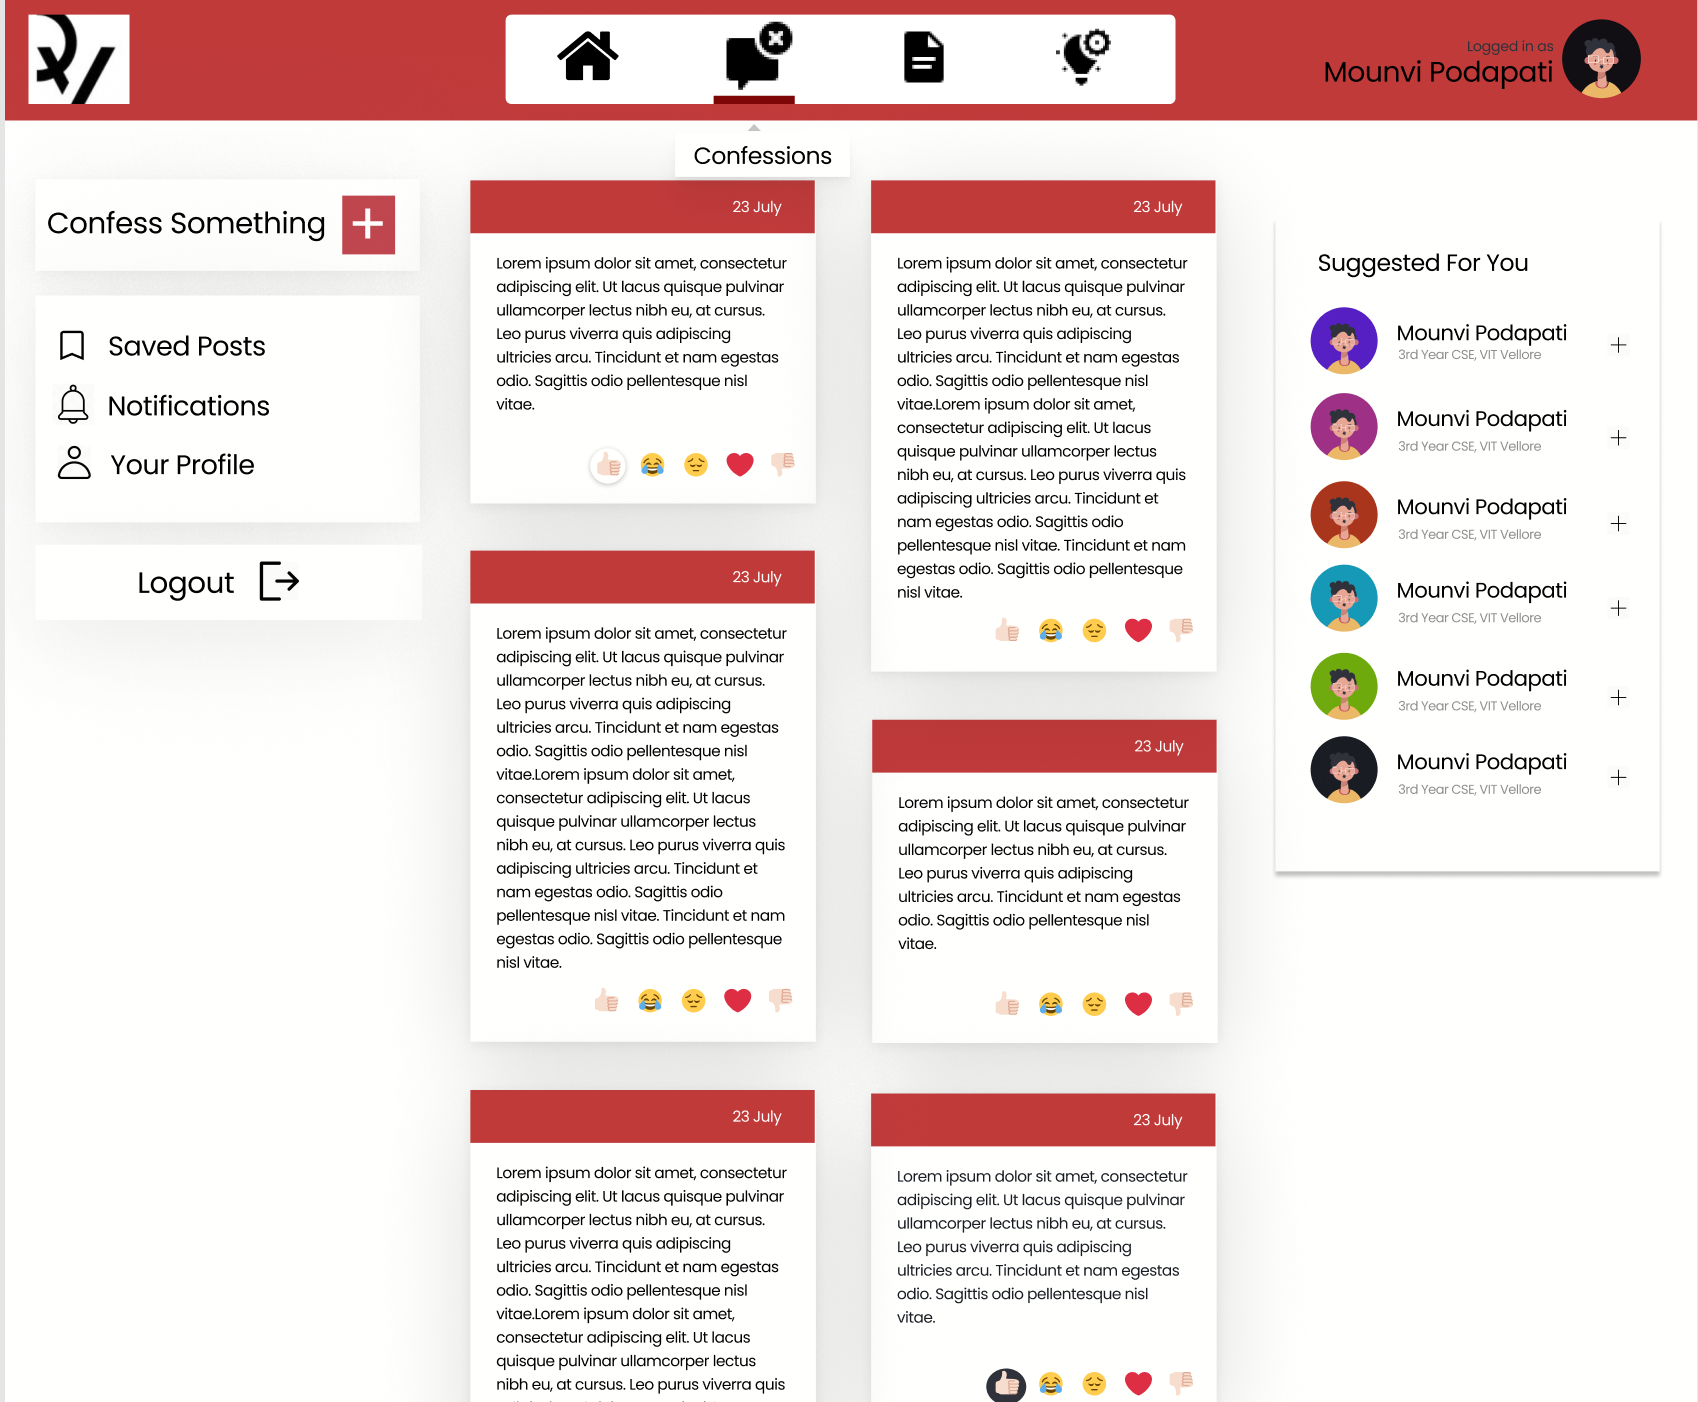 Logged in as
Mounvi Podapati
Confessions
Confess Something
Saved Posts
Notifications
Your Profile
Logout
23 July
Lorem ipsum dolor sit amet, consectetur
adipiscing elit. Ut lacus quisque pulvinar
ullamcorper lectus nibh eu, at cursus.
Leo purus viverra quis adipiscing
ultricies arcu. Tincidunt et nam egestas
odio. Sagittis odio pellentesque nisl
vitae.
23 July
Lorem ipsum dolor sit amet, consectetur
adipiscing elit. Ut lacus quisque pulvinar
ullamcorper lectus nibh eu, at cursus.
Leo purus viverra quis adipiscing
ultricies arcu. Tincidunt et nam egestas
odio. Sagittis odio pellentesque nisl
vitae.Lorem ipsum dolor sit amet,
consectetur adipiscing elit. Ut lacus
quisque pulvinar ullamcorper lectus
nibh eu, at cursus. Leo purus viverra quis
adipiscing ultricies arcu. Tincidunt et
nam egestas odio. Sagittis odio
pellentesque nisl vitae. Tincidunt et nam
egestas odio. Sagittis odio pellentesque
nisl vitae.
23 July
Lorem ipsum dolor sit amet, consectetur
adipiscing elit. Ut lacus quisque pulvinar
ullamcorper lectus nibh eu, at cursus.
Leo purus viverra quis adipiscing
ultricies arcu. Tincidunt et nam egestas
odio. Sagittis odio pellentesque nisl
vitae.Lorem ipsum dolor sit amet,
consectetur adipiscing elit. Ut lacus
quisque pulvinar ullamcorper lectus
nibh eu, at cursus. Leo purus viverra quis
23 July
Lorem ipsum dolor sit amet, consectetur
adipiscing elit. Ut lacus quisque pulvinar
ullamcorper lectus nibh eu, at cursus.
Leo purus viverra quis adipiscing
ultricies arcu. Tincidunt et nam egestas
odio. Sagittis odio pellentesque nisl
vitae.Lorem ipsum dolor sit amet,
consectetur adipiscing elit. Ut lacus
quisque pulvinar ullamcorper lectus
nibh eu, at cursus. Leo purus viverra quis
adipiscing ultricies arcu. Tincidunt et
nam egestas odio. Sagittis odio
pellentesque nisl vitae. Tincidunt et nam
egestas odio. Sagittis odio pellentesque
nisl vitae.
23 July
Lorem ipsum dolor sit amet, consectetur
adipiscing elit. Ut lacus quisque pulvinar
ullamcorper lectus nibh eu, at cursus.
Leo purus viverra quis adipiscing
ultricies arcu. Tincidunt et nam egestas
odio. Sagittis odio pellentesque nisl
vitae.
23 July
Lorem ipsum dolor sit amet, consectetur
adipiscing elit. Ut lacus quisque pulvinar
ullamcorper lectus nibh eu, at cursus.
Leo purus viverra quis adipiscing
ultricies arcu. Tincidunt et nam egestas
odio. Sagittis odio pellentesque nisl
vitae.
Suggested For You
Mounvi Podapati
3rd Year CSE, VIT Vellore
Mounvi Podapati
3rd Year CSE, VIT Vellore
Mounvi Podapati
3rd Year CSE, VIT Vellore
Mounvi Podapati
3rd Year CSE, VIT Vellore
Mounvi Podapati
3rd Year CSE, VIT Vellore
Mounvi Podapati
3rd Year CSE, VIT Vellore